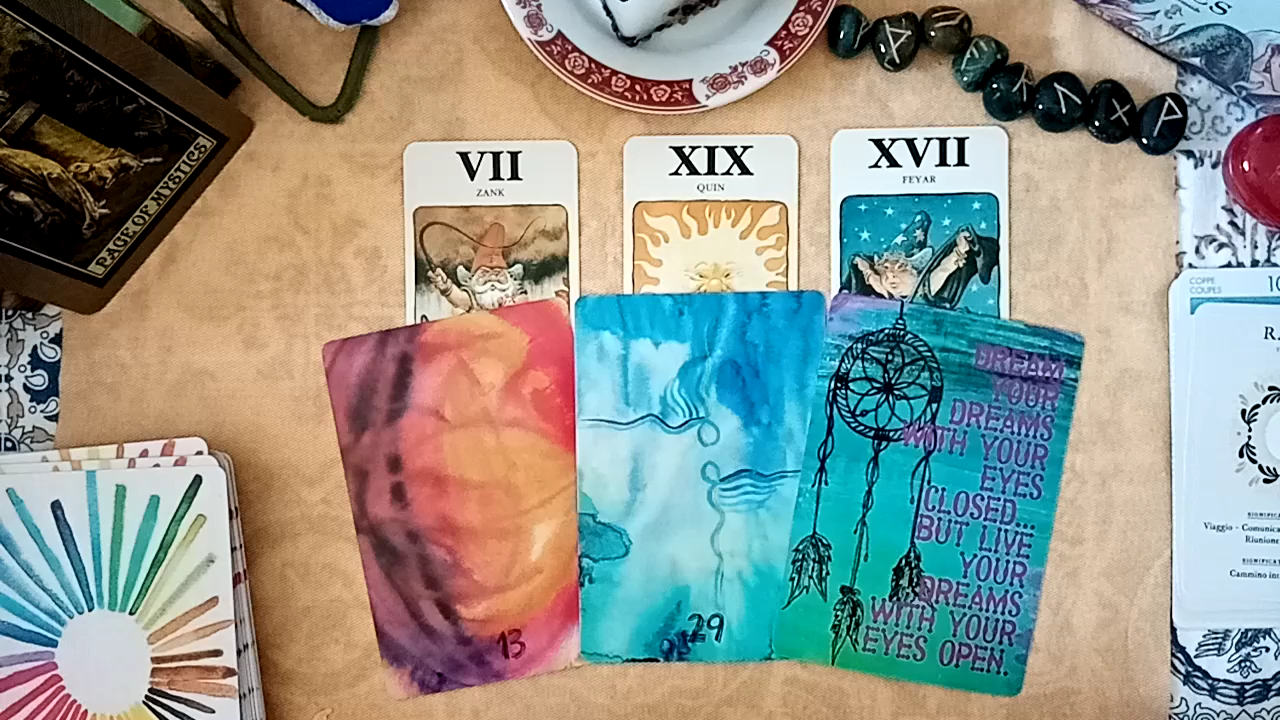 PAGE OF MYSTICS
VII
ZANK
XIX
QUIN
XVII
FEYAR
DREAM
YOUR
DREAMS
WITH YOUR
EYES
CLOSED...
BUT LIVE
YOUR
DREAMS
WITH YOUR
EYES OPEN.
13
29
COPPE
COUPES
10
Viaggio - Comunica
Riunione
Cammino in